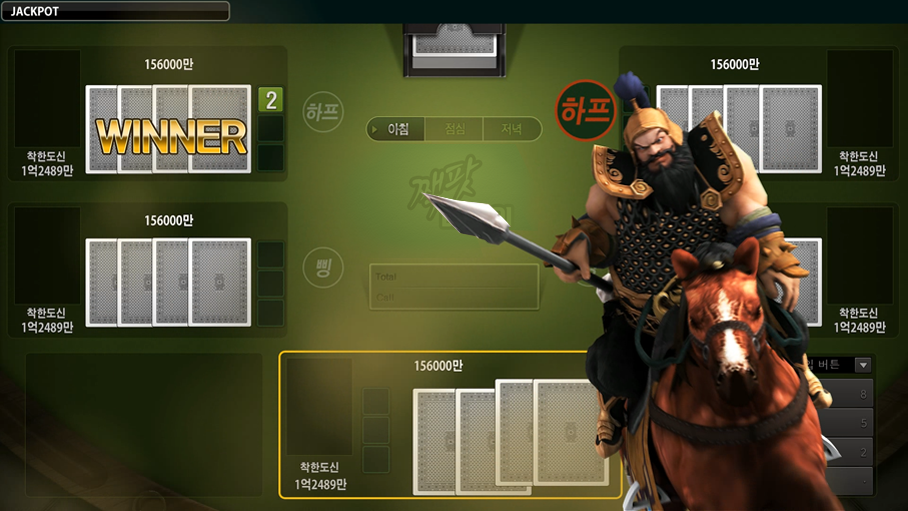 JACKPOT
156000만
WINNER
2
착한도신
1억2489만
하프
아침
점심
저녁
하프
156000만
착한도신
1억2489만
잭팟
156000만
착한도신
1억2489만
삥
Total
Call
착한도신
1억2489만
156000만
착한도신
1억2489만
버튼
8
5
2